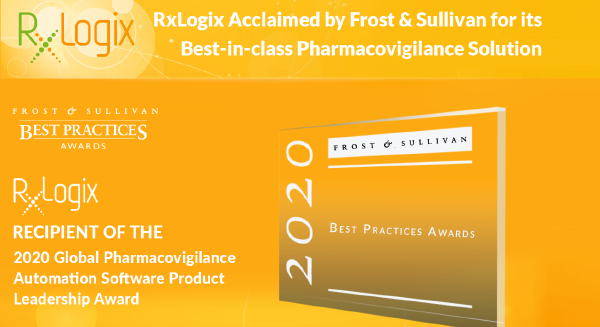 RxLogix
RxLogix Acclaimed by Frost & Sullivan for its
Best-in-class Pharmacovigilance Solution
FROST & SULLIVAN
BEST PRACTICES
AWARDS
RxLogix
RECIPIENT OF THE
2020 Global Pharmacovigilance
Automation Software Product
Leadership Award
2020
FROST & SULLIVAN
BEST PRACTICES AWARDS